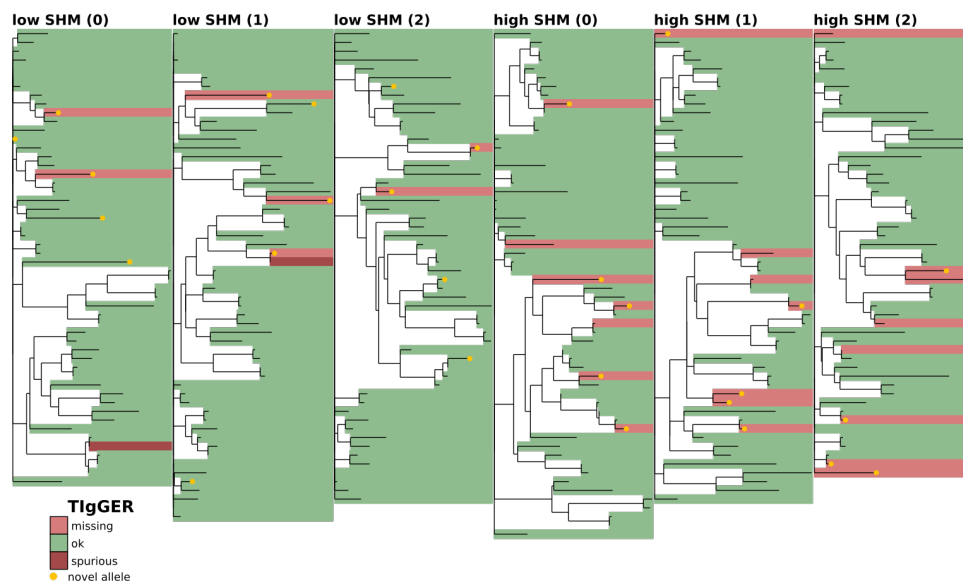 low SHM (0)
low SHM (1)
low SHM (2)
high SHM (0)
high SHM (1)
high SHM (2)
TIgGER
missing
ok
spurious
novel allele